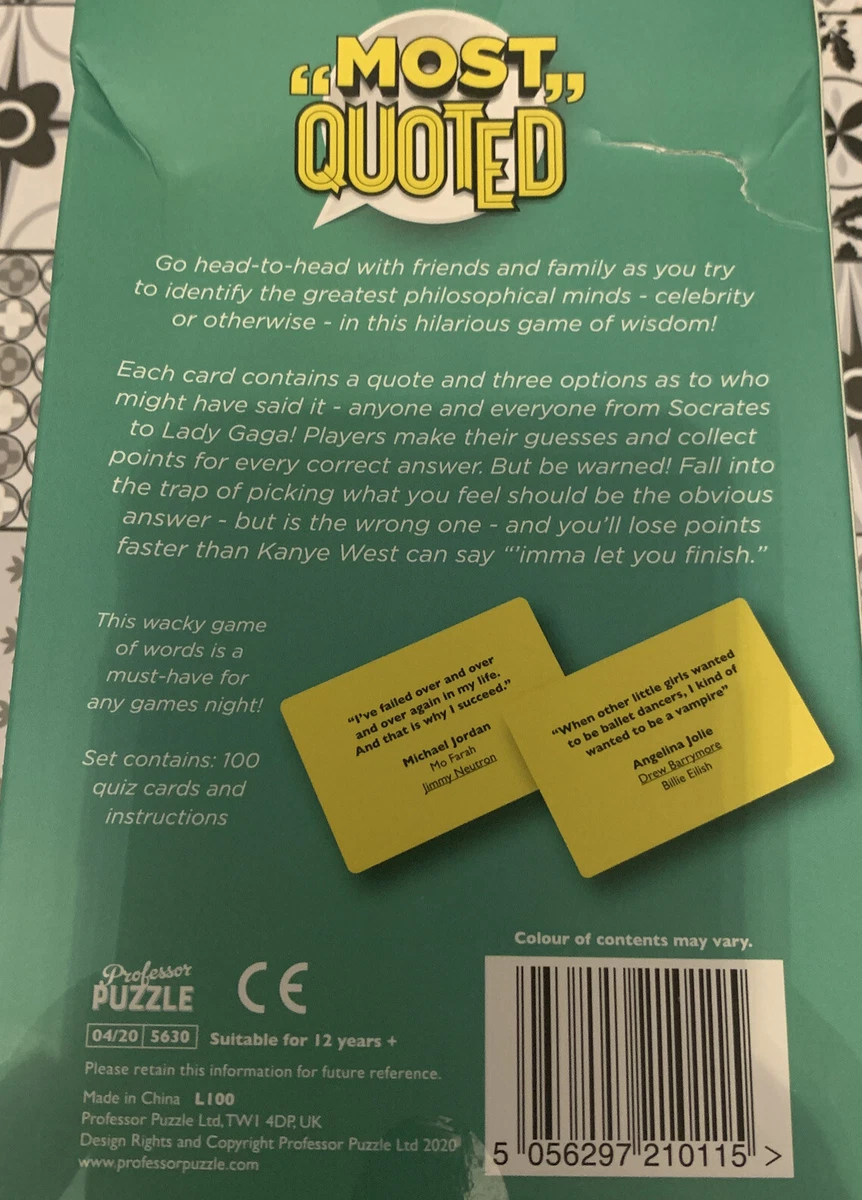 “MOST„
QUOTED
Go head-to-head with friends and family as you try
to identify the greatest philosophical minds - celebrity
or otherwise - in this hilarious game of wisdom!
Each card contains a quote and three options as to who
might have said it - anyone and everyone from Socrates
to Lady Gaga! Players make their guesses and collect
points for every correct answer. But be warned! Fall into
the trap of picking what you feel should be the obvious
answer - but is the wrong one - and you’ll lose points
faster than Kanye West can say “’imma let you finish.”
This wacky game
of words is a
must-have for
any games night!
Set contains: 100
quiz cards and
instructions
“I’ve failed over and over
and over again in my life.
And that is why I succeed.”
Michael Jordan
Mo Farah
Jimmy Neutron
“When other little girls wanted
to be ballet dancers, I kind of
wanted to be a vampire”
Angelina Jolie
Drew Barrymore
Billie Eilish
Colour of contents may vary.
Professor
PUZZLE
CE
04/20 5630 Suitable for 12 years +
Please retain this information for future reference.
Made in China L100
Professor Puzzle Ltd, TW1 4DP, UK
Design Rights and Copyright Professor Puzzle Ltd 2020
www.professorpuzzle.com
5 056297 210115 >